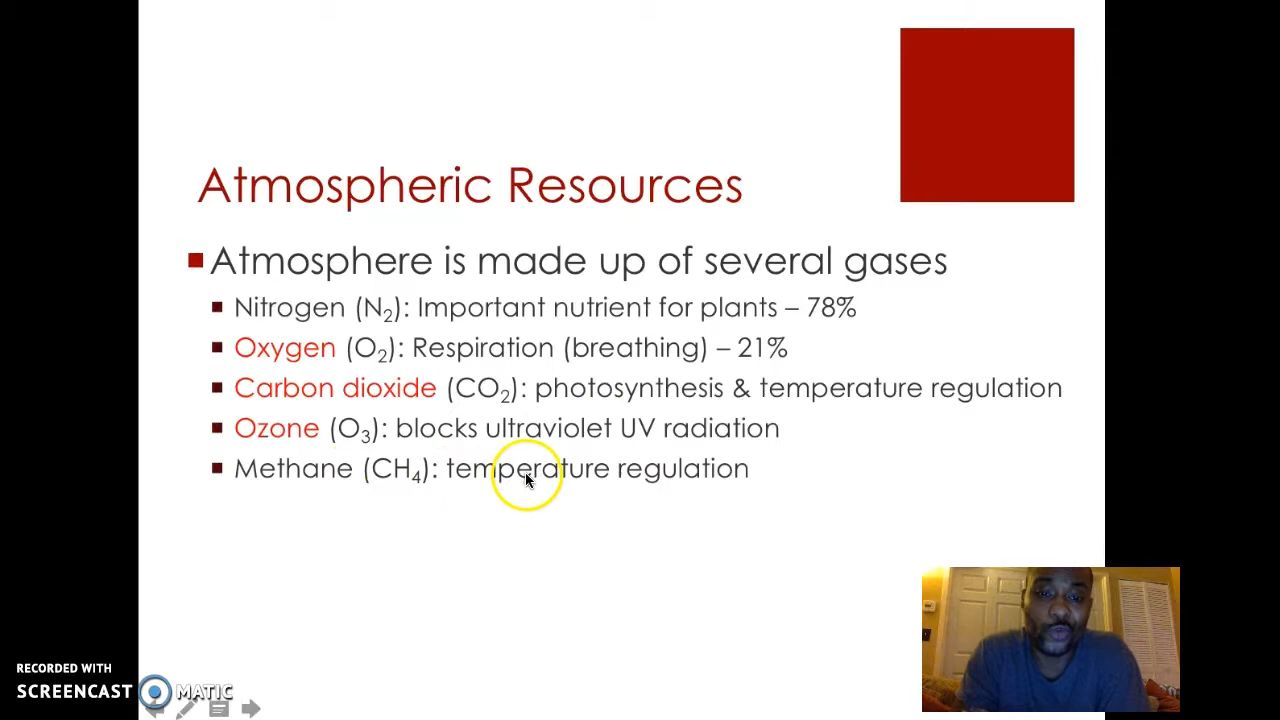 Atmospheric Resources
Atmosphere is made up of several gases
Nitrogen (N₂): Important nutrient for plants – 78%
Oxygen (O₂): Respiration (breathing) – 21%
Carbon dioxide (CO₂): photosynthesis & temperature regulation
Ozone (O₃): blocks ultraviolet UV radiation
Methane (CH₄): temperature regulation
RECORDED WITH
SCREENCAST MATIC